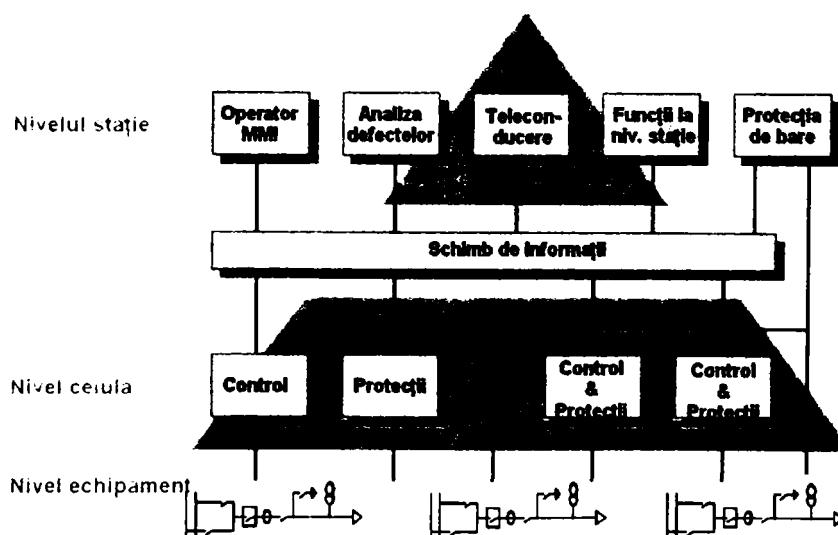 Nivelul stație
Operator
MMI
Analiza
defectelor
Telecon-
ducere
Funcții la
niv. stație
Protecția
de bare
Schimb de informații
Nivel celula
Control
Protecții
Control
&
Protecții
Control
&
Protecții
Nivel echipament